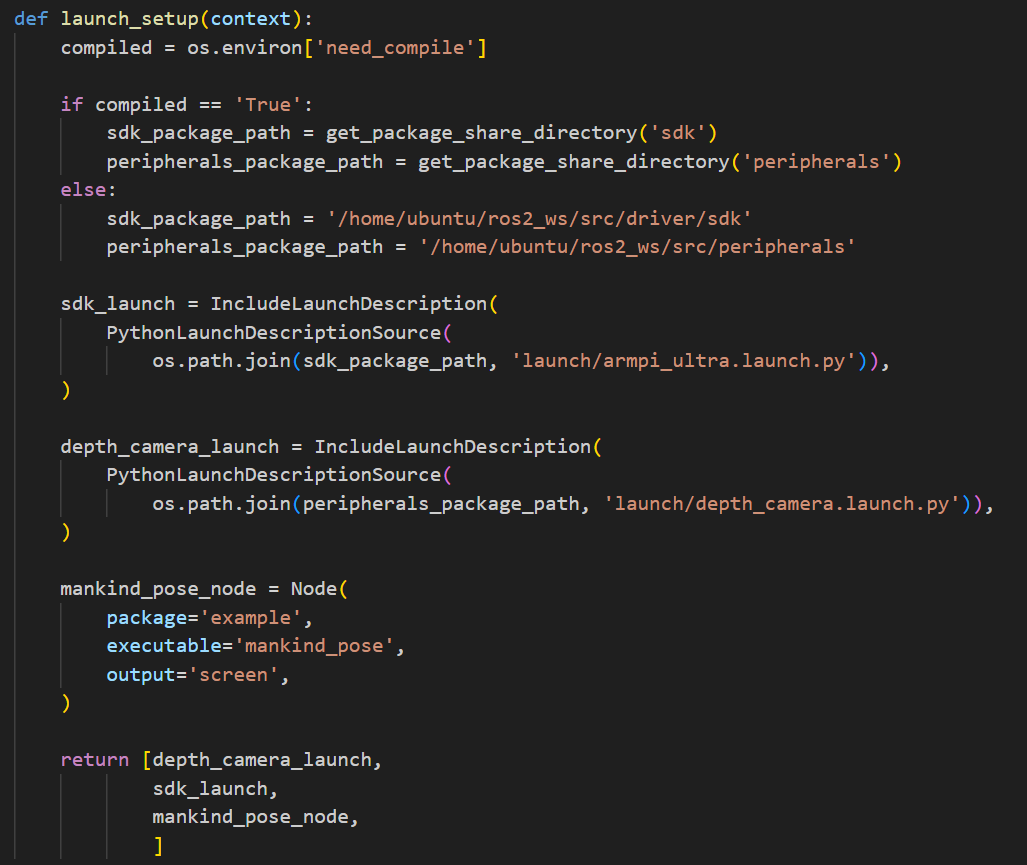 def launch_setup(context):
    compiled = os.environ['need_compile']

    if compiled == 'True':
        sdk_package_path = get_package_share_directory('sdk')
        peripherals_package_path = get_package_share_directory('peripherals')
    else:
        sdk_package_path = '/home/ubuntu/ros2_ws/src/driver/sdk'
        peripherals_package_path = '/home/ubuntu/ros2_ws/src/peripherals'

    sdk_launch = IncludeLaunchDescription(
        PythonLaunchDescriptionSource(
            os.path.join(sdk_package_path, 'launch/armpi_ultra.launch.py')),
    )

    depth_camera_launch = IncludeLaunchDescription(
        PythonLaunchDescriptionSource(
            os.path.join(peripherals_package_path, 'launch/depth_camera.launch.py')),
    )

    mankind_pose_node = Node(
        package='example',
        executable='mankind_pose',
        output='screen',
    )

    return [depth_camera_launch,
            sdk_launch,
            mankind_pose_node,
            ]